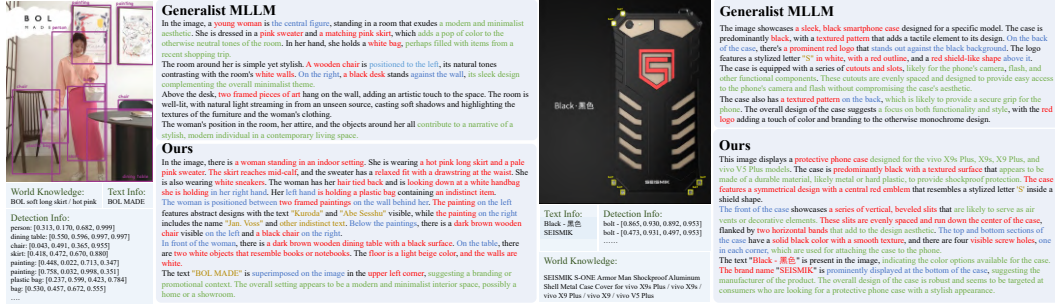 BOL
MADE
painting
painting
person
chair
World Knowledge:
BOL soft long skirt / hot pink
Text Info:
BOL MADE
Detection Info:
person: [0.313, 0.170, 0.682, 0.999]
dining table: [0.550, 0.596, 0.997, 0.997]
chair: [0.043, 0.491, 0.365, 0.955]
skirt: [0.418, 0.472, 0.670, 0.880]
painting: [0.448, 0.022, 0.713, 0.347]
painting: [0.758, 0.032, 0.998, 0.351]
plastic bag: [0.237, 0.599, 0.423, 0.784]
bag: [0.530, 0.457, 0.672, 0.555]
....
Generalist MLLM
In the image, a young woman is the central figure, standing in a room that exudes a modern and minimalist
aesthetic. She is dressed in a pink sweater and a matching pink skirt, which adds a pop of color to the
otherwise neutral tones of the room. In her hand, she holds a white bag, perhaps filled with items from a
recent shopping trip.
The room around her is simple yet stylish. A wooden chair is positioned to the left, its natural tones
contrasting with the room's white walls. On the right, a black desk stands against the wall, its sleek design
complementing the overall minimalist theme.
Above the desk, two framed pieces of art hang on the wall, adding an artistic touch to the space. The room is
well-lit, with natural light streaming in from an unseen source, casting soft shadows and highlighting the
textures of the furniture and the woman's clothing.
The woman's position in the room, her attire, and the objects around her all contribute to a narrative of a
stylish, modern individual in a contemporary living space.
Ours
In the image, there is a woman standing in an indoor setting. She is wearing a hot pink long skirt and a pale
pink sweater. The skirt reaches mid-calf, and the sweater has a relaxed fit with a drawstring at the waist. She
is also wearing white sneakers. The woman has her hair tied back and is looking down at a white handbag
she is holding in her right hand. Her left hand is holding a plastic bag containing an indistinct item.
The woman is positioned between two framed paintings on the wall behind her. The painting on the left
features abstract designs with the text "Kuroda" and "Abe Sesslu" visible, while the painting on the right
includes the name "Jan. Voss" and other indistinct text. Below the paintings, there is a dark brown wooden
chair visible on the left and a black chair on the right.
In front of the woman, there is a dark brown wooden dining table with a black surface. On the table, there
are two white objects that resemble books or notebooks. The floor is a light beige color, and the walls are
white.
The text "BOL MADE" is superimposed on the image in the upper left corner, suggesting a branding or
promotional context. The overall setting appears to be a modern and minimalist interior space, possibly a
home or a showroom.
Black - 黑色
SEISMIK
Text Info:
Black - 黑色
SEISMIK
Detection Info:
bolt - [0.865, 0.930, 0.892, 0.953]
bolt - [0.473, 0.931, 0.497, 0.953]
......
World Knowledge:
SEISMIK S-ONE Armor Man Shockproof Aluminum
Shell Metal Case Cover for vivo X9s Plus / vivo X9s /
vivo X9 Plus / vivo X9 / vivo V5 Plus
Generalist MLLM
The image showcases a sleek, black smartphone case designed for a specific model. The case is
predominantly black, with a textured pattern that adds a tactile element to its design. On the back
of the case, there's a prominent red logo that stands out against the black background. The logo
features a stylized letter "S" in white, with a red outline, and a red shield-like shape above it.
The case is equipped with a series of cutouts and slots, likely for the phone's camera, flash, and
other functional components. These cutouts are evenly spaced and designed to provide easy access
to the phone's camera and flash without compromising the case's aesthetic.
The case also has a textured pattern on the back, which is likely to provide a secure grip for the
phone. The overall design of the case suggests a focus on both functionality and style, with the red
logo adding a touch of color and branding to the otherwise monochrome design.
Ours
This image displays a protective phone case designed for the vivo X9s Plus, X9s, X9 Plus, and
vivo V5 Plus models. The case is predominantly black with a textured surface that appears to be
made of a durable material, likely metal or hard plastic, to provide shockproof protection. The case
features a symmetrical design with a central red emblem that resembles a stylized letter 'S' inside a
shield shape.
The front of the case features a series of vertical, beveled slits that are likely to serve as air
vents or decorative elements. These slits are evenly spaced and run down the center of the case,
flanked by two horizontal bands that add to the design aesthetic. The top and bottom sections of
the case have a solid black color with a smooth texture, and there are four visible screw holes, one
in each corner, which are used for attaching the case to the phone.
The text "Black - 黑色" is present in the image, indicating the color options available for the case.
The brand name "SEISMIK" is prominently displayed at the bottom of the case, suggesting the
manufacturer of the product. The overall design of the case is robust and seems to be targeted at
consumers who are looking for a protective phone case with a stylish appearance.